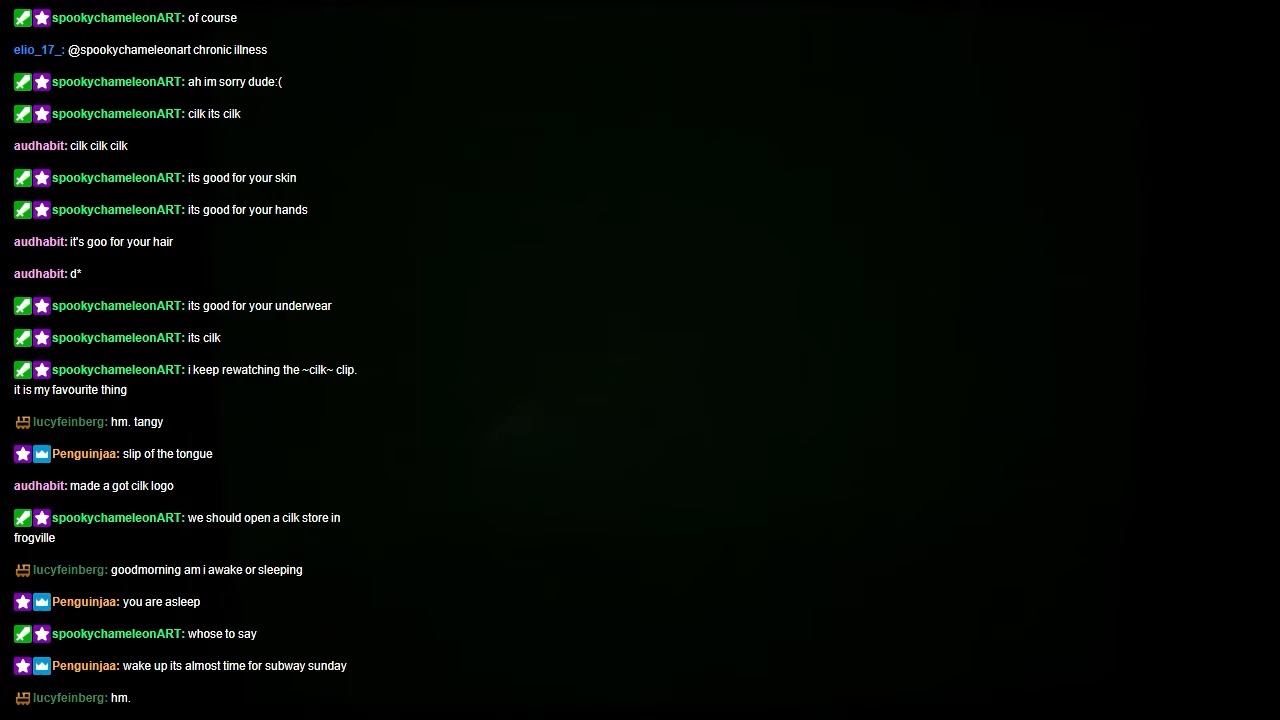 spookychameleonART: of course
elio_17_: @spookychameleonart chronic illness
spookychameleonART: ah im sorry dude:(
spookychameleonART: cilk its cilk
audhabit: cilk cilk cilk
spookychameleonART: its good for your skin
spookychameleonART: its good for your hands
audhabit: it's goo for your hair
audhabit: d*
spookychameleonART: its good for your underwear
spookychameleonART: its cilk
spookychameleonART: i keep rewatching the ~cilk~ clip.
it is my favourite thing
lucyfeinberg: hm. tangy
Penguinjaa: slip of the tongue
audhabit: made a got cilk logo
spookychameleonART: we should open a cilk store in
frogville
lucyfeinberg: goodmorning am i awake or sleeping
Penguinjaa: you are asleep
spookychameleonART: whose to say
Penguinjaa: wake up its almost time for subway sunday
lucyfeinberg: hm.